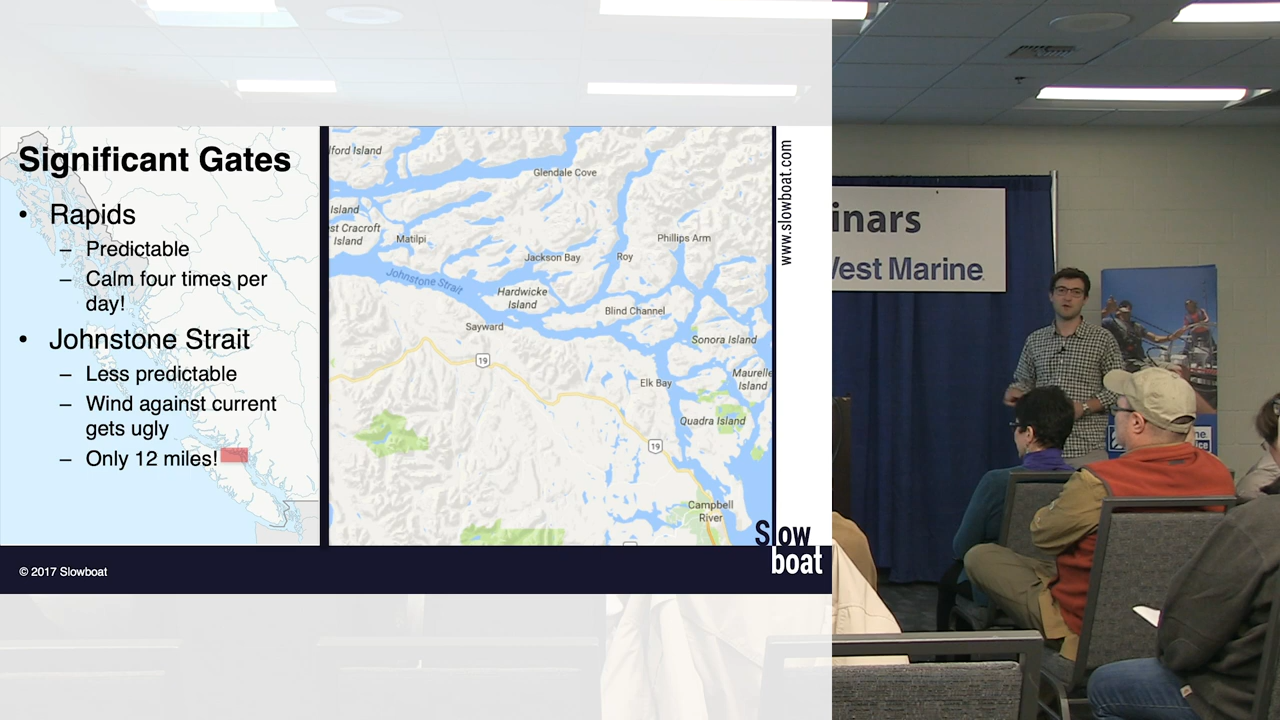 Significant Gates
• Rapids
– Predictable
– Calm four times per
day!
• Johnstone Strait
– Less predictable
– Wind against current
gets ugly
– Only 12 miles!
lford Island
Glendale Cove
Island
st Cracroft
Island
Matilpi
Phillips Arm
Jackson Bay
Roy
Johnstone Strait
Hardwicke
Island
Blind Channel
Sayward
Sonora Island
19
Elk Bay
Maurelle
Island
Quadra Island
19
Campbell
River
www.slowboat.com
Slow
boat
© 2017 Slowboat
inars
West Marine